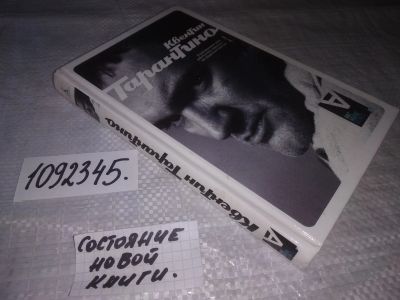 Квентин
Тарантино
А
А Квентин Тарантино
1092345.
СОСТОЯНИЕ
НОВОЙ
КНИГИ.